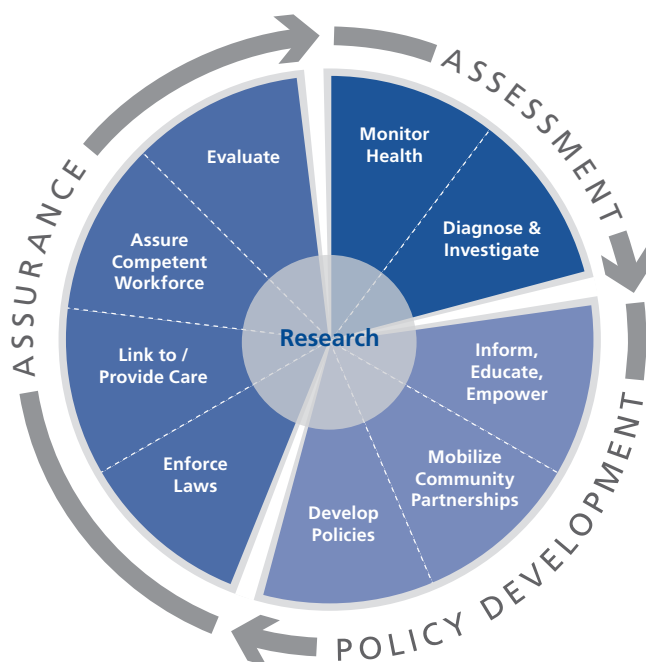 ASSESSMENT
Monitor
Health
Diagnose &
Investigate
POLICY DEVELOPMENT
Inform,
Educate,
Empower
Mobilize
Community
Partnerships
Develop
Policies
ASSURANCE
Enforce
Laws
Link to /
Provide Care
Assure
Competent
Workforce
Evaluate
Research